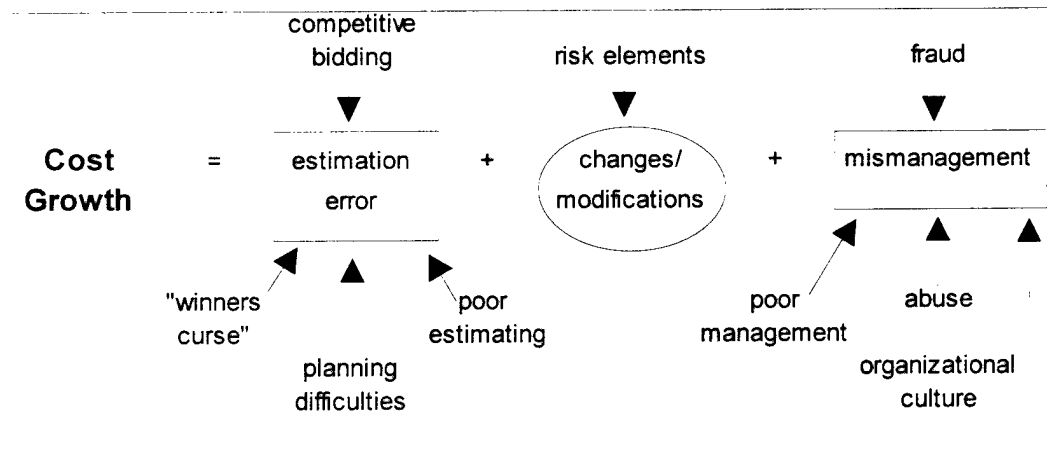 competitive
bidding
risk elements
fraud
Cost
Growth
=
estimation
error
+
changes/
modifications
+
mismanagement
"winners
curse"
planning
difficulties
poor
estimating
poor
management
abuse
organizational
culture